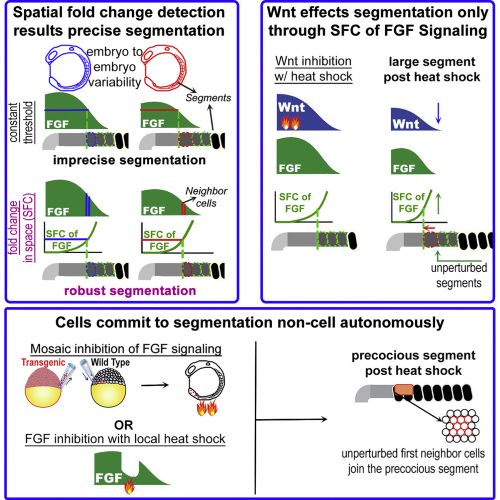 Spatial fold change detection
results precise segmentation
embryo to
embryo
variability
Segments
constant
threshold
FGF
FGF
imprecise segmentation
Neighbor
cells
fold change
in space (SFC)
FGF
FGF
SFC of
FGF
SFC of
FGF
robust segmentation
Wnt effects segmentation only
through SFC of FGF Signaling
Wnt inhibition
w/ heat shock
large segment
post heat shock
Wnt
Wnt
FGF
FGF
SFC of
FGF
SFC of
FGF
unperturbed
segments
Cells commit to segmentation non-cell autonomously
Mosaic inhibition of FGF signaling
Transgenic
Wild Type
OR
FGF inhibition with local heat shock
FGF
precocious segment
post heat shock
unperturbed first neighbor cells
join the precocious segment